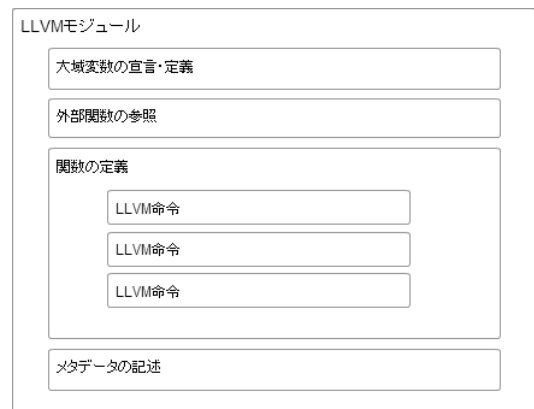 LLVMモジュール
大域変数の宣言・定義
外部関数の参照
関数の定義
LLVM命令
LLVM命令
LLVM命令
メタデータの記述